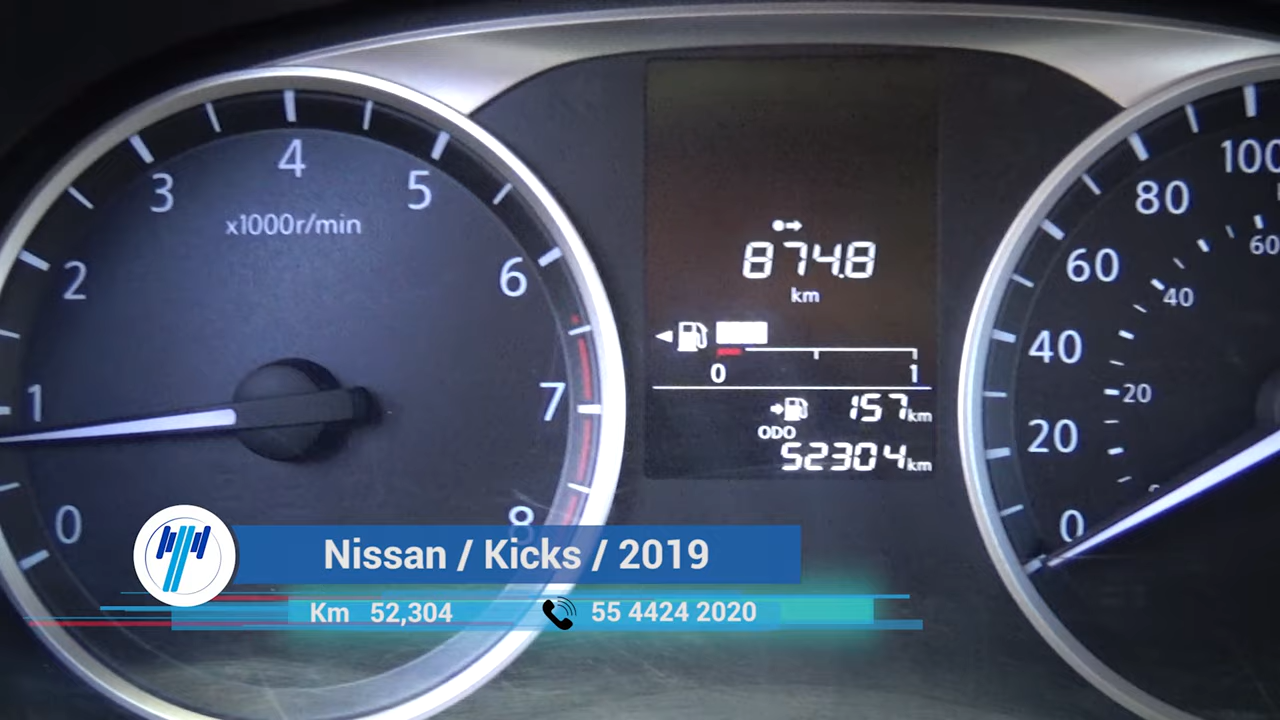 4
3
5
x1000r/min
2
6
1
7
0
8
874.8
km
0 1
157km
ODO
52304km
100
80
60
60
40
40
20
20
0
Nissan / Kicks / 2019
Km 52,304 55 4424 2020